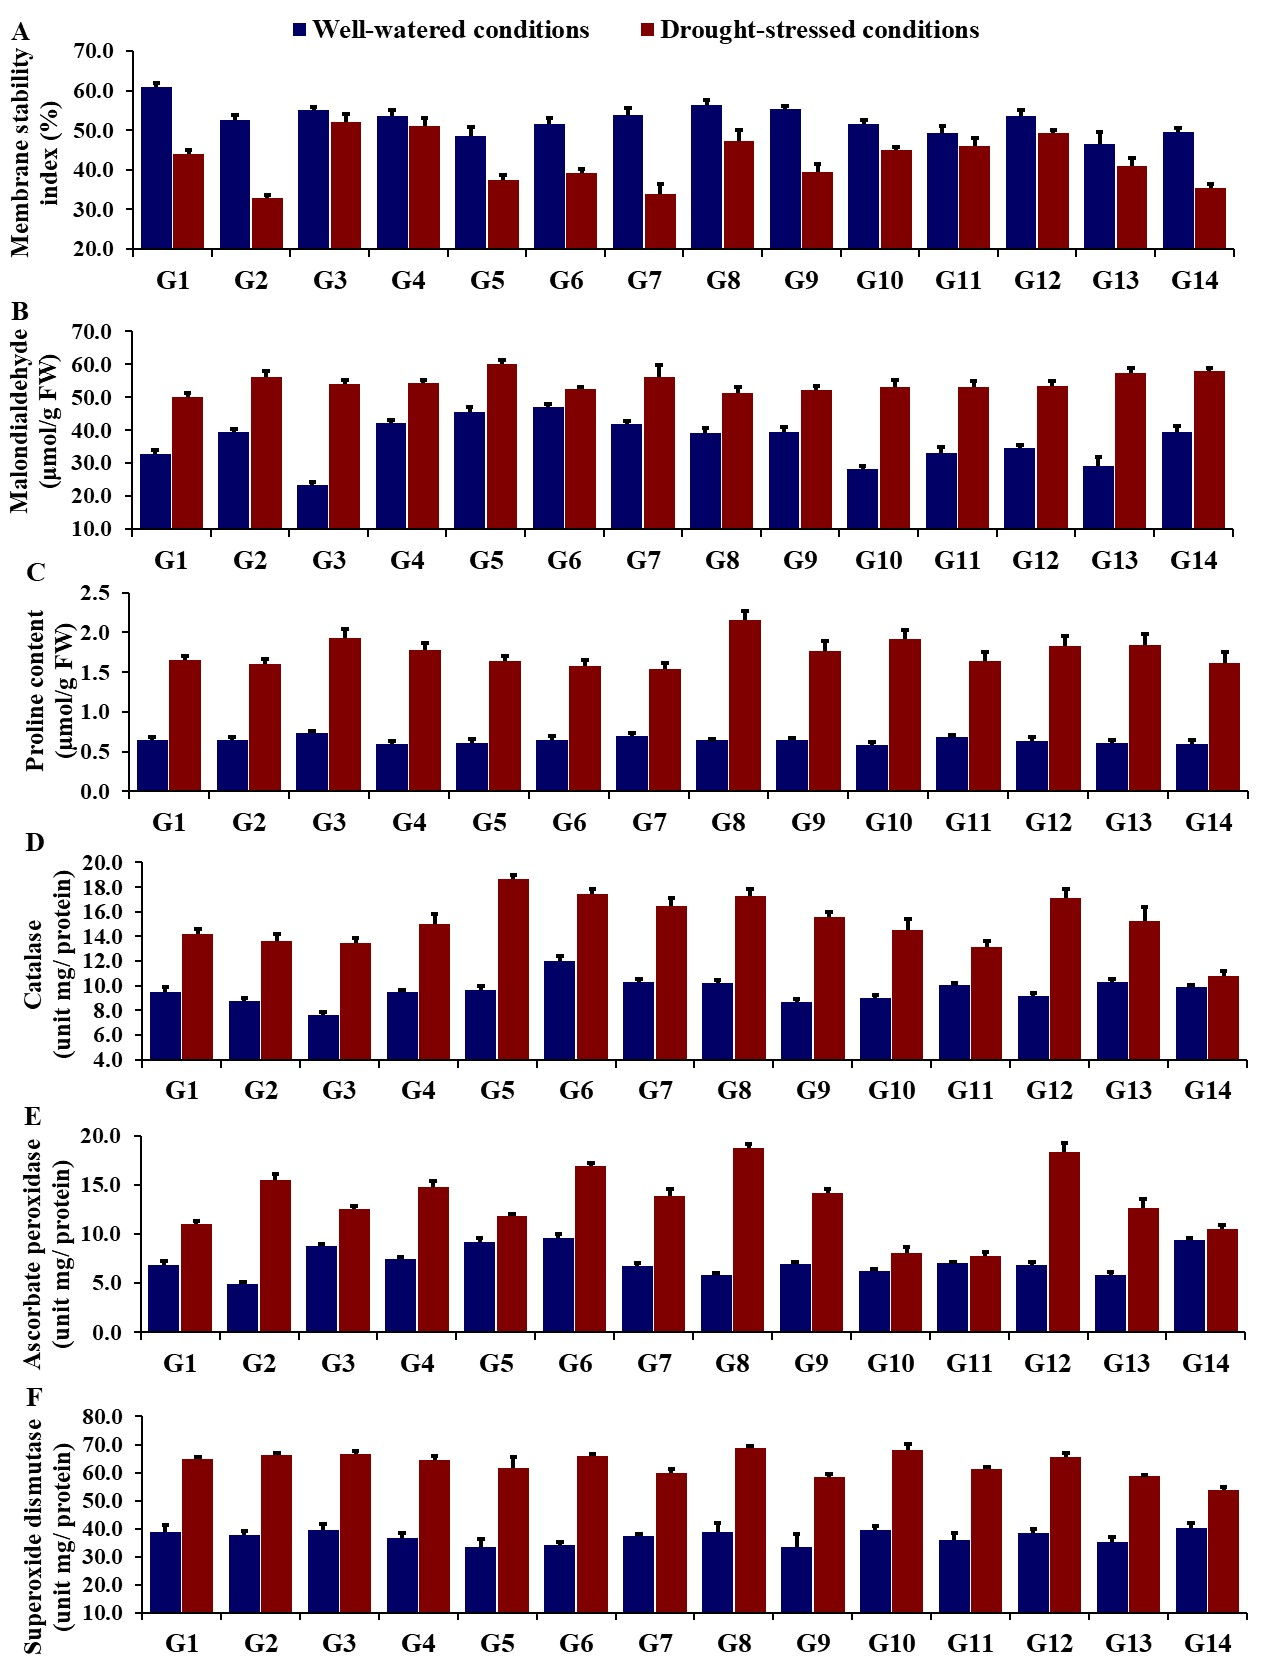 A
Well-watered conditions Drought-stressed conditions
Membrane stability
index (%)
70.0
60.0
50.0
40.0
30.0
20.0
G1 G2 G3 G4 G5 G6 G7 G8 G9 G10 G11 G12 G13 G14
B
Malondialdehyde
(µmol/g FW)
70.0
60.0
50.0
40.0
30.0
20.0
10.0
G1 G2 G3 G4 G5 G6 G7 G8 G9 G10 G11 G12 G13 G14
C
Proline content
(µmol/g FW)
2.5
2.0
1.5
1.0
0.5
0.0
G1 G2 G3 G4 G5 G6 G7 G8 G9 G10 G11 G12 G13 G14
D
Catalase
(unit mg/ protein)
20.0
18.0
16.0
14.0
12.0
10.0
8.0
6.0
4.0
G1 G2 G3 G4 G5 G6 G7 G8 G9 G10 G11 G12 G13 G14
E
Ascorbate peroxidase
(unit mg/ protein)
20.0
15.0
10.0
5.0
0.0
G1 G2 G3 G4 G5 G6 G7 G8 G9 G10 G11 G12 G13 G14
F
Superoxide dismutase
(unit mg/ protein)
80.0
70.0
60.0
50.0
40.0
30.0
20.0
10.0
G1 G2 G3 G4 G5 G6 G7 G8 G9 G10 G11 G12 G13 G14